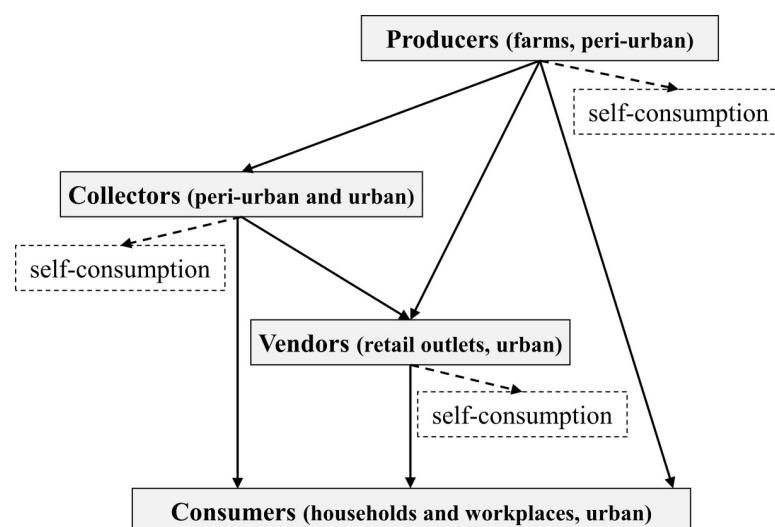 Producers (farms, peri-urban)
self-consumption
Collectors (peri-urban and urban)
self-consumption
Vendors (retail outlets, urban)
self-consumption
Consumers (households and workplaces, urban)